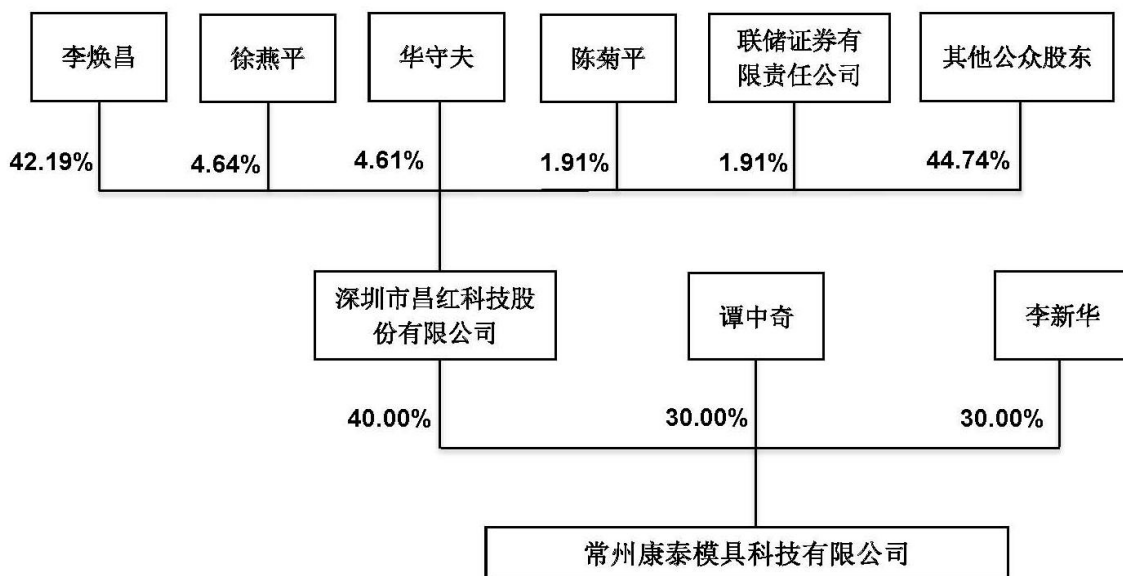 李焕昌
徐燕平
华守夫
陈菊平
联储证券有
限责任公司
其他公众股东
42.19%
4.64%
4.61%
1.91%
1.91%
44.74%
深圳市昌红科技股
份有限公司
谭中奇
李新华
40.00%
30.00%
30.00%
常州康泰模具科技有限公司